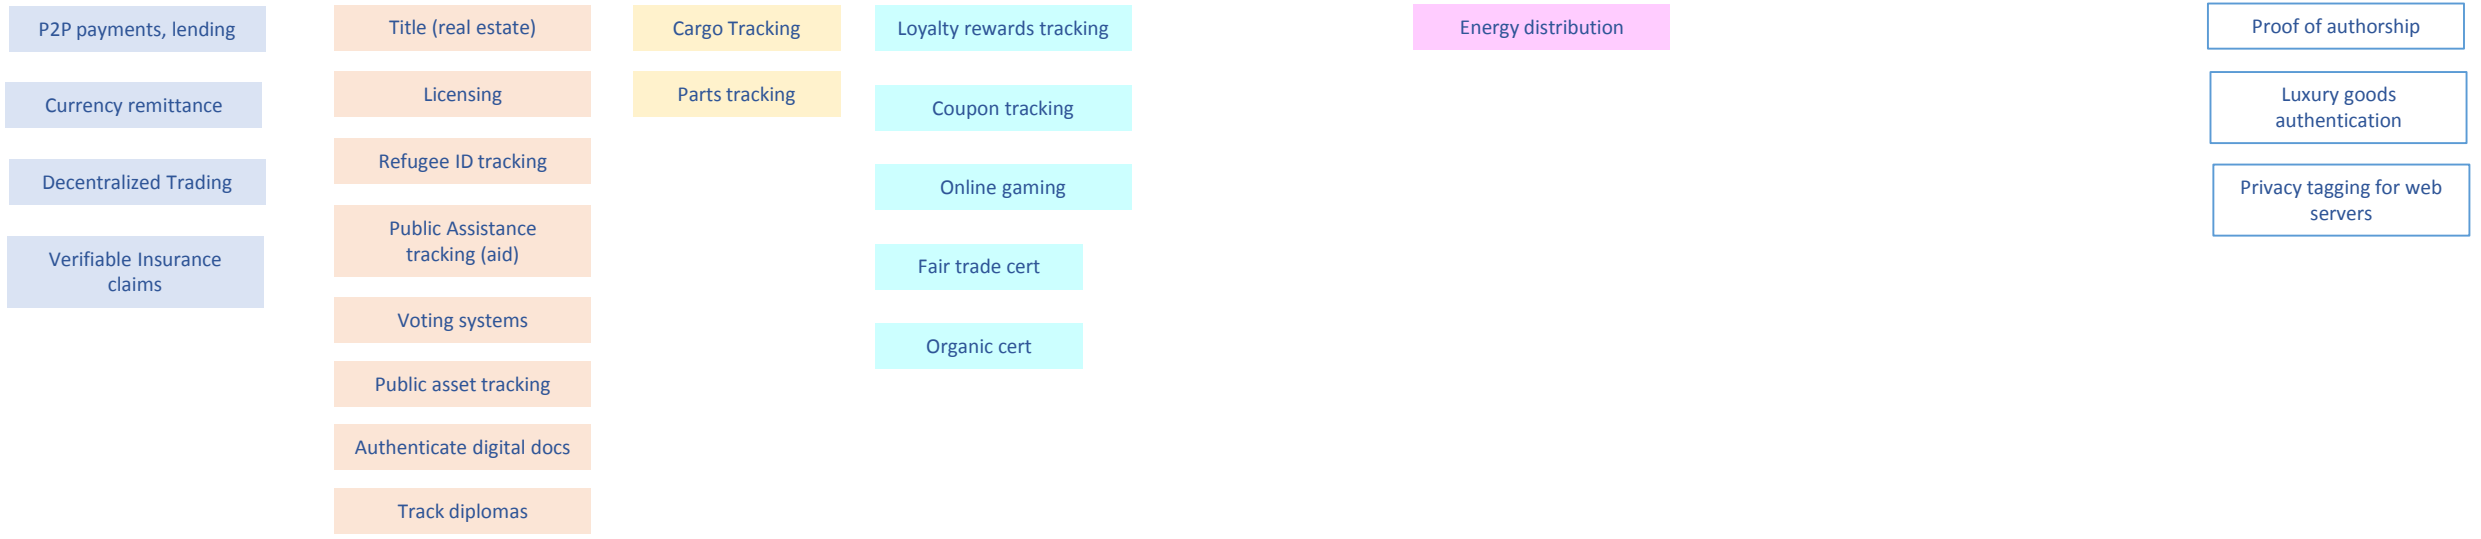 P2P payments, lending
Currency remittance
Decentralized Trading
Verifiable Insurance
claims
Title (real estate)
Licensing
Refugee ID tracking
Public Assistance
tracking (aid)
Voting systems
Public asset tracking
Authenticate digital docs
Track diplomas
Cargo Tracking
Parts tracking
Loyalty rewards tracking
Coupon tracking
Online gaming
Fair trade cert
Organic cert
Energy distribution
Proof of authorship
Luxury goods
authentication
Privacy tagging for web
servers